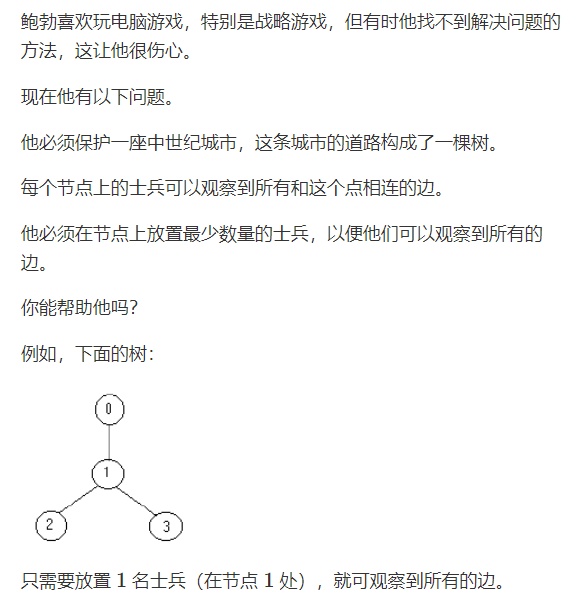 鲍勃喜欢玩电脑游戏，特别是战略游戏，但有时他找不到解决问题的
方法，这让他很伤心。
现在他有以下问题。
他必须保护一座中世纪城市，这条城市的道路构成了一棵树。
每个节点上的士兵可以观察到所有和这个点相连的边。
他必须在节点上放置最少数量的士兵，以便他们可以观察到所有的
边。
你能帮助他吗？
例如，下面的树：
0
1
2 3
只需要放置 1 名士兵（在节点 1 处），就可观察到所有的边。